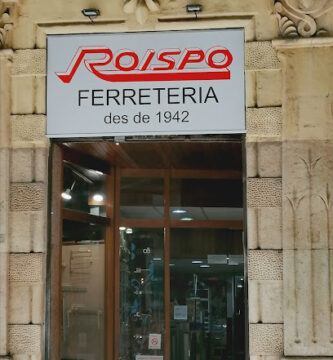 ROISPO
FERRETERIA
des de 1942